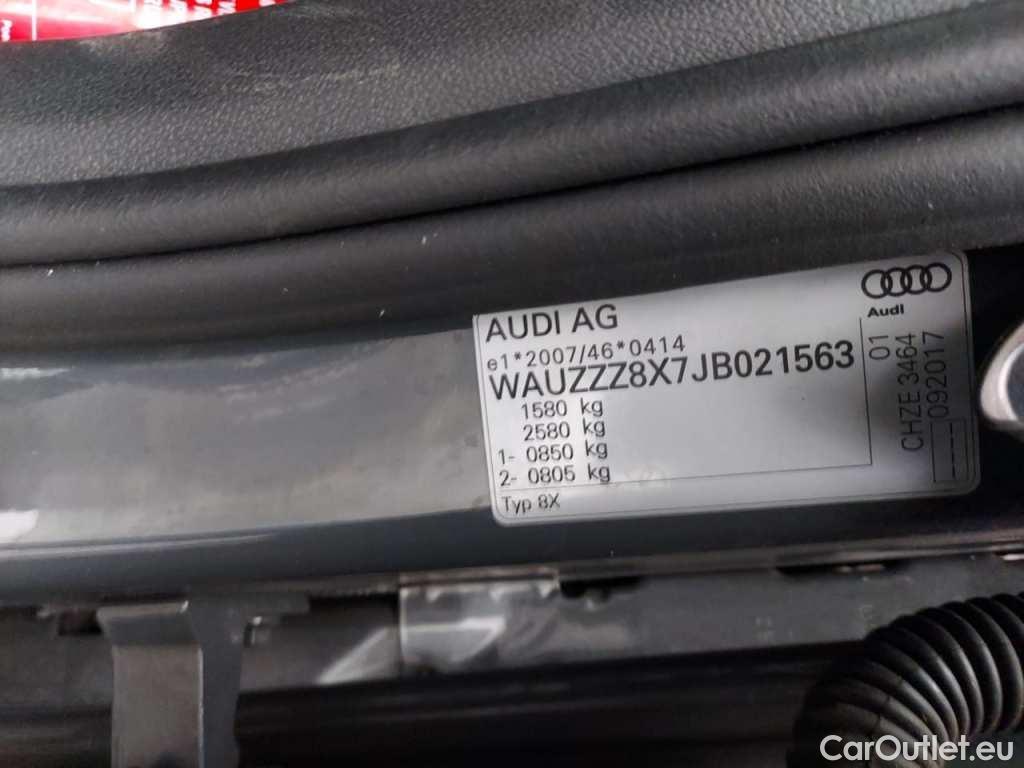 AUDI AG
e1*2007/46*0414
WAUZZZ8X7JB021563
1580 kg
2580 kg
1- 0850 kg
2- 0805 kg
Typ 8X
Audi
01
CHZE 3464
092017
----
CarOutlet.eu